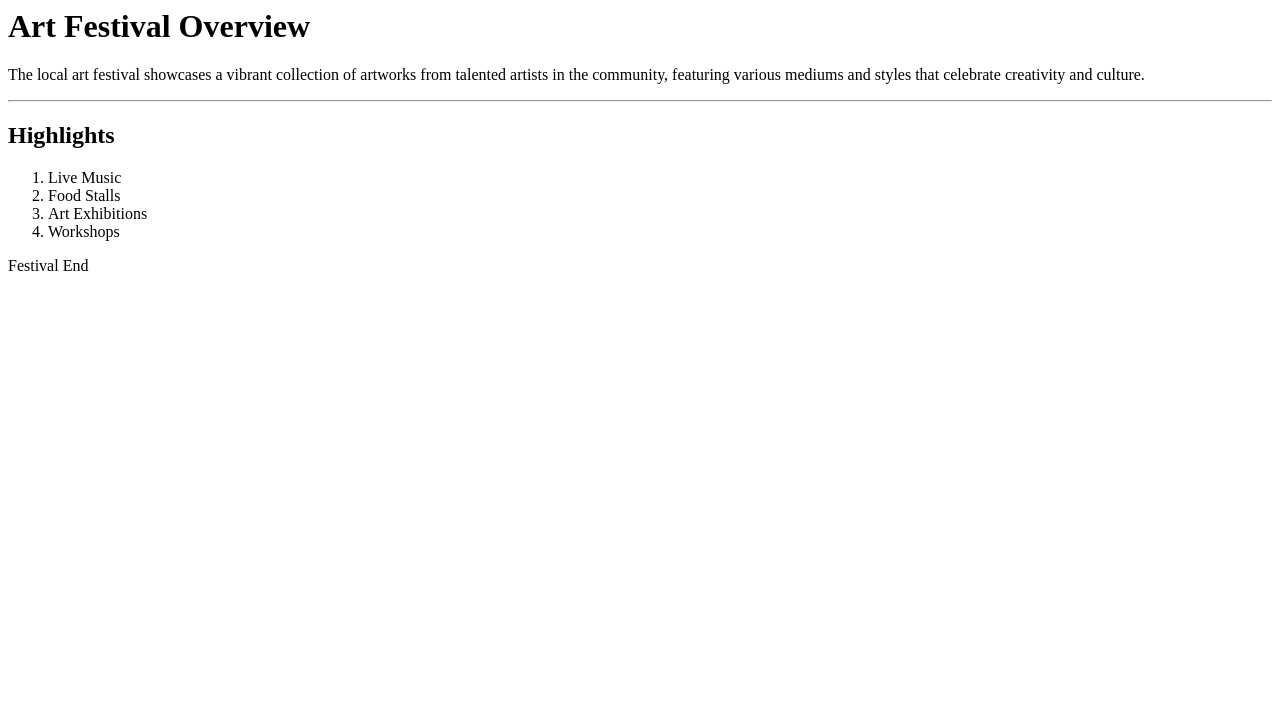 Art Festival Overview
The local art festival showcases a vibrant collection of artworks from talented artists in the community, featuring various mediums and styles that celebrate creativity and culture.
Highlights
1. Live Music
2. Food Stalls
3. Art Exhibitions
4. Workshops
Festival End